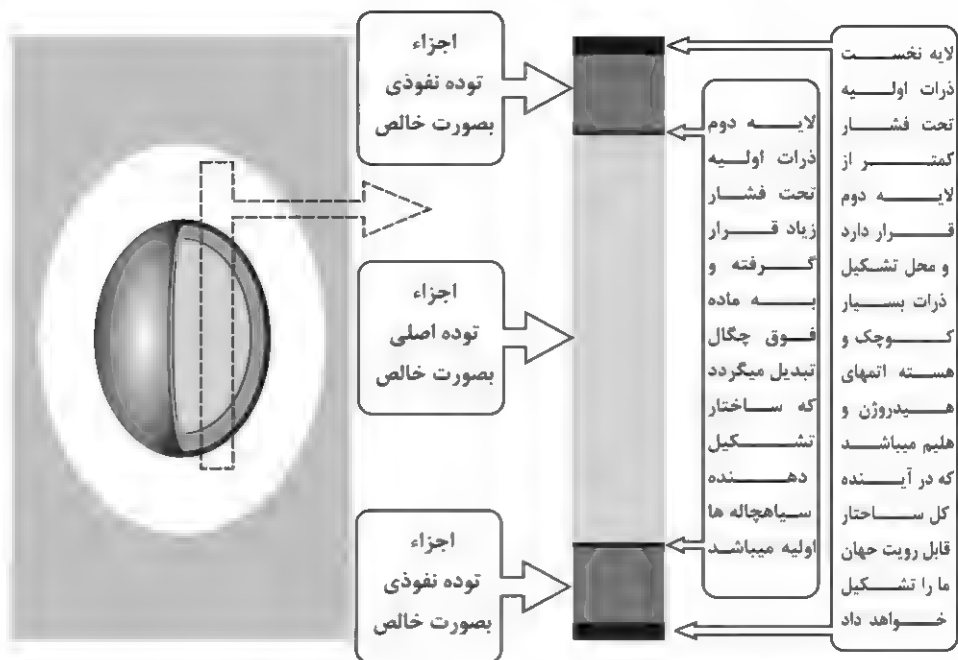 لایه نخست
ذرات اولیه
تحت فشار
کمتر از
لایه دوم
قرار دارد
و محل تشکیل
ذرات بسیار
کوچک و
هسته اتمهای
هیدروژن و
هلیم میباشد
که در آینده
کل ساحتار
قابل رویت حهان
ما را تشکیل
خواهد داد
لایه دوم
ذرات اولیه
تحت فشار
زیاد قرار
گرفته و
به ماده
فوق چگال
تبدیل میگردد
که ساختار
تشکیل
دهنده
سیاهچاله ها
اولیه میباشد
اجزاء
توده نفوذی
بصورت خالص
اجزاء
توده اصلی
بصورت خالص
اجزاء
توده نفوذی
بصورت خالص